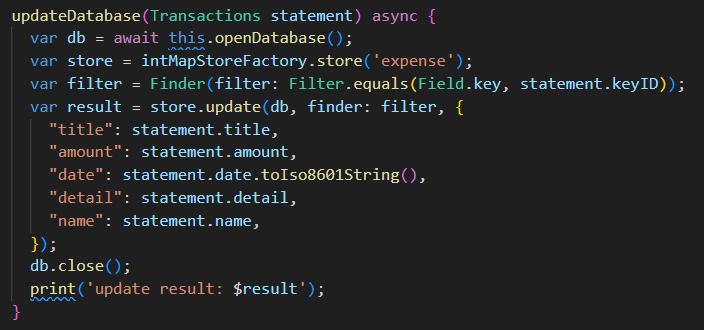 updateDatabase(Transactions statement) async {
  var db = await this.openDatabase();
  var store = intMapStoreFactory.store('expense');
  var filter = Finder(filter: Filter.equals(Field.key, statement.keyID));
  var result = store.update(db, finder: filter, {
    "title": statement.title,
    "amount": statement.amount,
    "date": statement.date.toIso8601String(),
    "detail": statement.detail,
    "name": statement.name,
  });
  db.close();
  print('update result: $result');
}